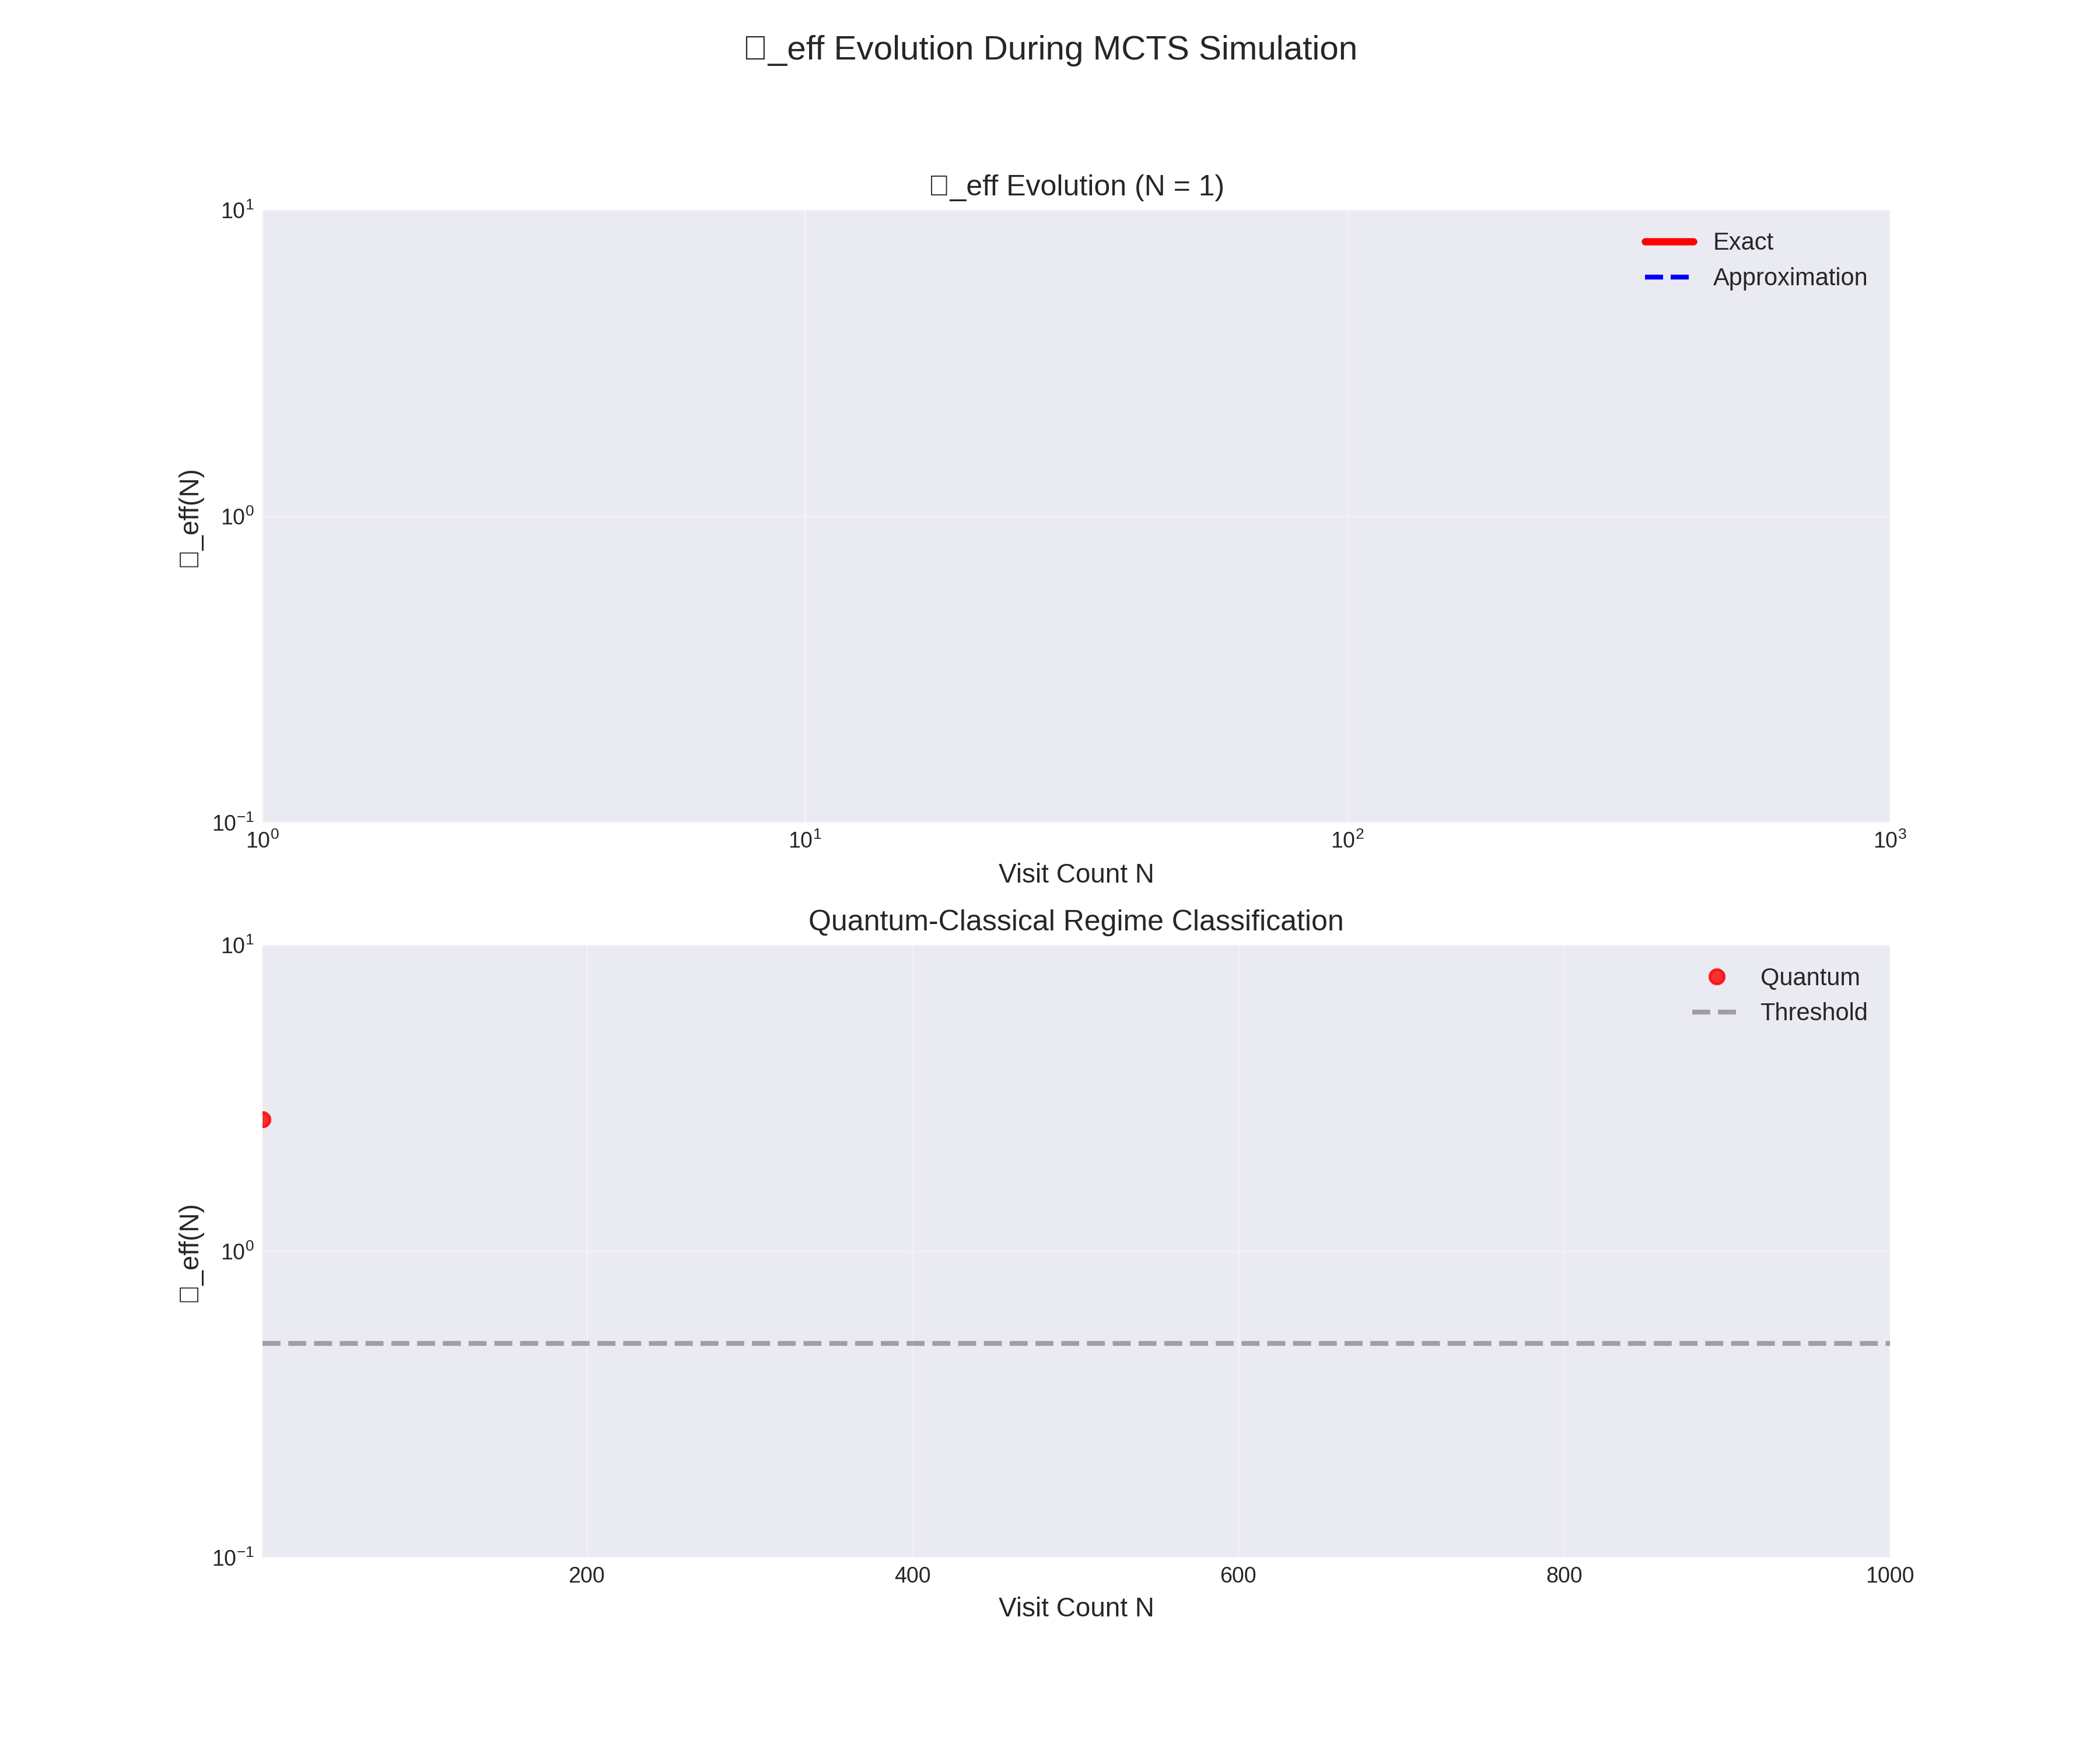 □_eff Evolution During MCTS Simulation
□_eff Evolution (N = 1)
10¹
Exact
Approximation
□_eff(N)
10⁰
10⁻¹
10⁰ 10¹ 10² 10³
Visit Count N
Quantum-Classical Regime Classification
10¹
Quantum
Threshold
□_eff(N)
10⁰
10⁻¹
200 400 600 800 1000
Visit Count N